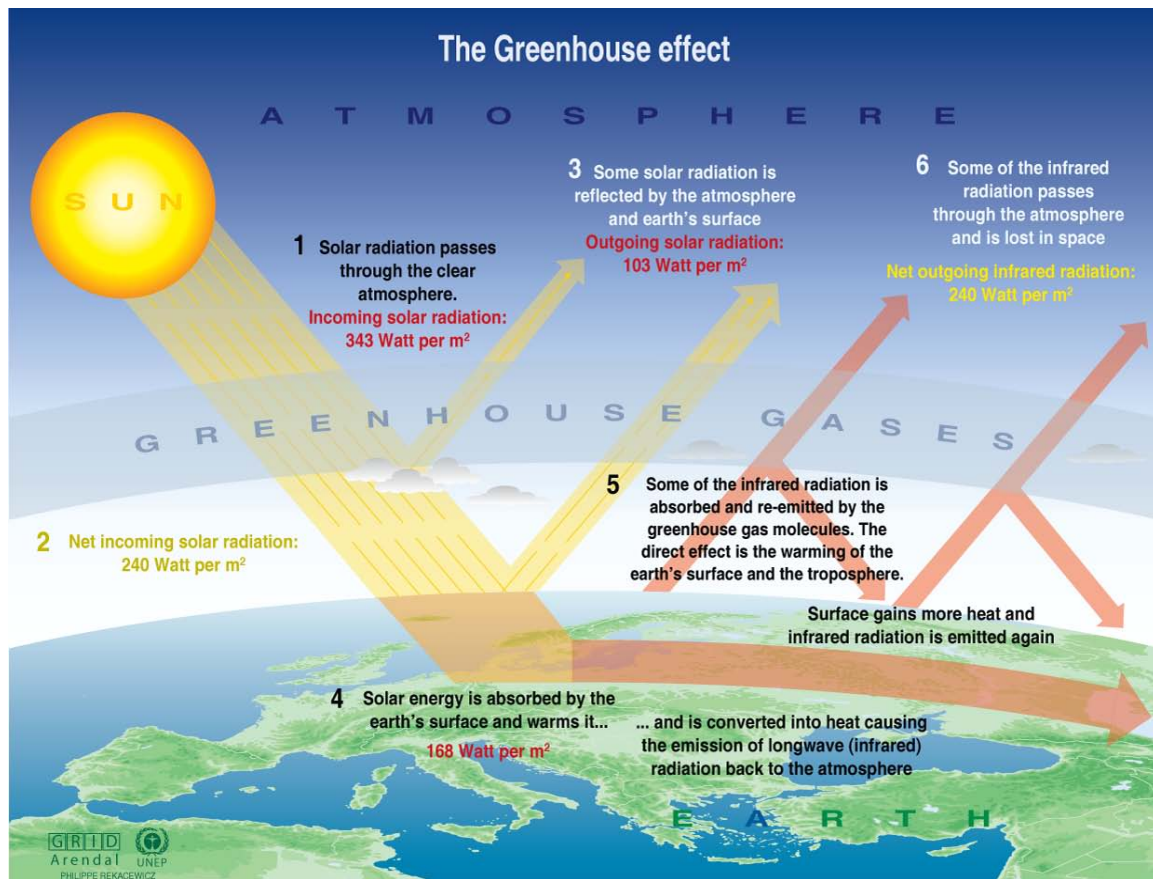 The Greenhouse effect
ATMOSPHERE
SUN
1 Solar radiation passes
through the clear
atmosphere.
Incoming solar radiation:
343 Watt per m²
3 Some solar radiation is
reflected by the atmosphere
and earth's surface
Outgoing solar radiation:
103 Watt per m²
6 Some of the infrared
radiation passes
through the atmosphere
and is lost in space
Net outgoing infrared radiation:
240 Watt per m²
GREENHOUSE GASES
2 Net incoming solar radiation:
240 Watt per m²
5 Some of the infrared radiation is
absorbed and re-emitted by the
greenhouse gas molecules. The
direct effect is the warming of the
earth's surface and the troposphere.
Surface gains more heat and
infrared radiation is emitted again
4 Solar energy is absorbed by the
earth's surface and warms it...
168 Watt per m²
... and is converted into heat causing
the emission of longwave (infrared)
radiation back to the atmosphere
EARTH
GRID
Arendal
UNEP
PHILIPPE REKACEWICZ